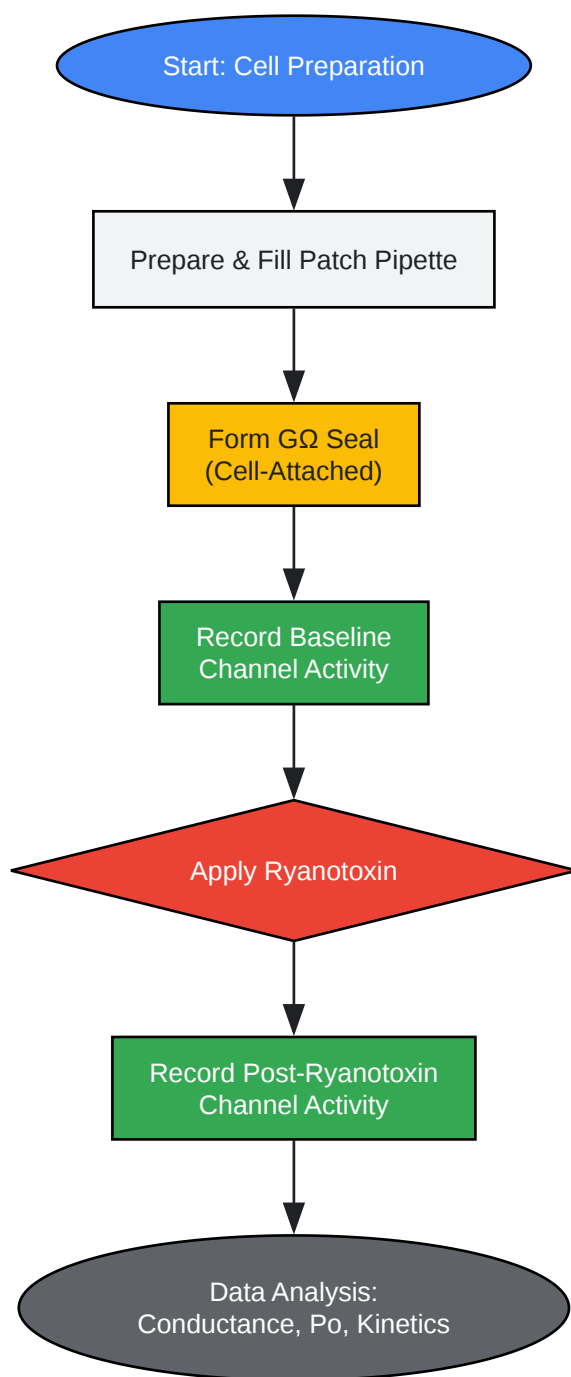 Start: Cell Preparation
Prepare & Fill Patch Pipette
Form GΩ Seal
(Cell-Attached)
Record Baseline
Channel Activity
Apply Ryanotoxin
Record Post-Ryanotoxin
Channel Activity
Data Analysis:
Conductance, Po, Kinetics